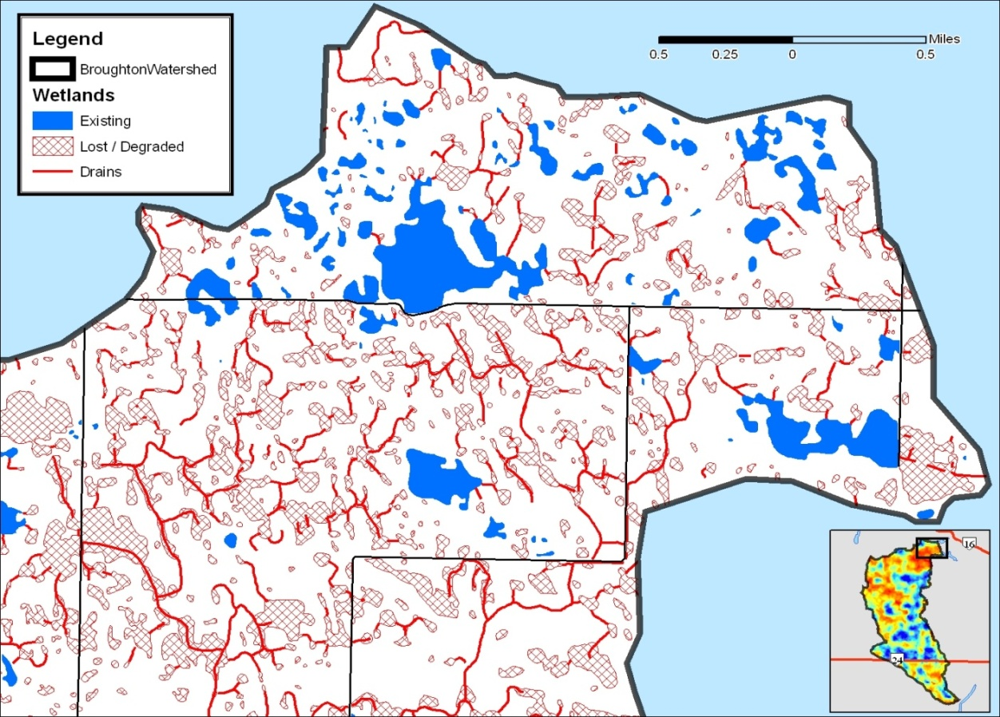 Legend
BroughtonWatershed
Wetlands
Existing
Lost / Degraded
Drains
Miles
0.5 0.25 0 0.5
16
24